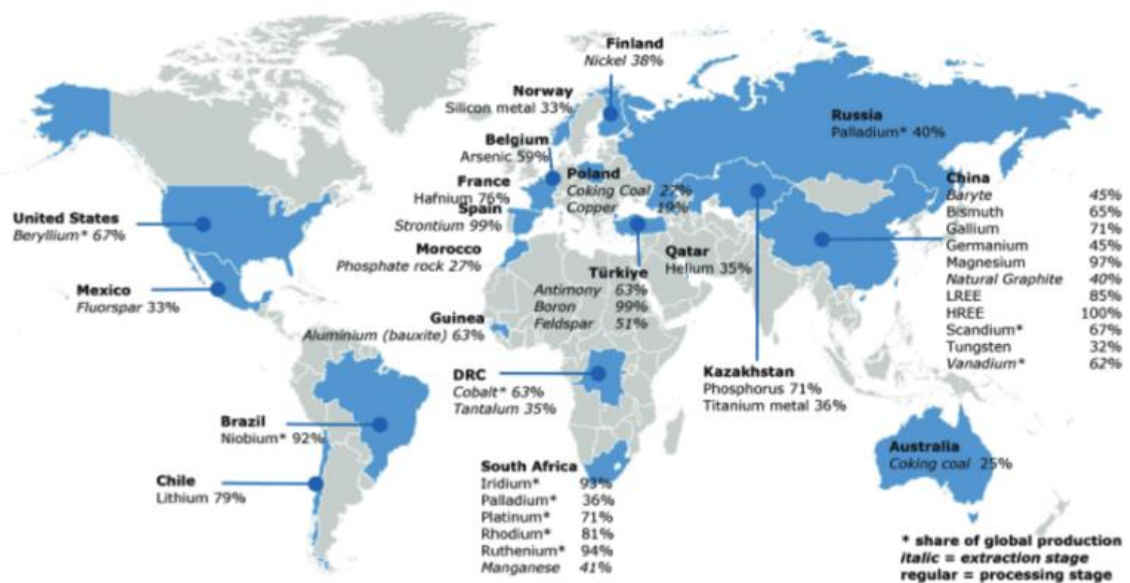 Finland
Nickel 38%
Norway
Silicon metal 33%
Belgium
Arsenic 59%
France
Hafnium 76%
Spain
Strontium 99%
Morocco
Phosphate rock 27%
Poland
Coking Coal 27%
Copper 19%
Russia
Palladium* 40%
United States
Beryllium* 67%
Mexico
Fluorspar 33%
Guinea
Aluminium (bauxite) 63%
Türkiye
Antimony 63%
Boron 99%
Feldspar 51%
Qatar
Helium 35%
China
Baryte 45%
Bismuth 65%
Gallium 71%
Germanium 45%
Magnesium 97%
Natural Graphite 40%
LREE 85%
HREE 100%
Scandium* 67%
Tungsten 32%
Vanadium* 62%
DRC
Cobalt* 63%
Tantalum 35%
Kazakhstan
Phosphorus 71%
Titanium metal 36%
Brazil
Niobium* 92%
Chile
Lithium 79%
South Africa
Iridium* 93%
Palladium* 36%
Platinum* 71%
Rhodium* 81%
Ruthenium* 94%
Manganese 41%
Australia
Coking coal 25%
* share of global production
italic = extraction stage
regular = processing stage